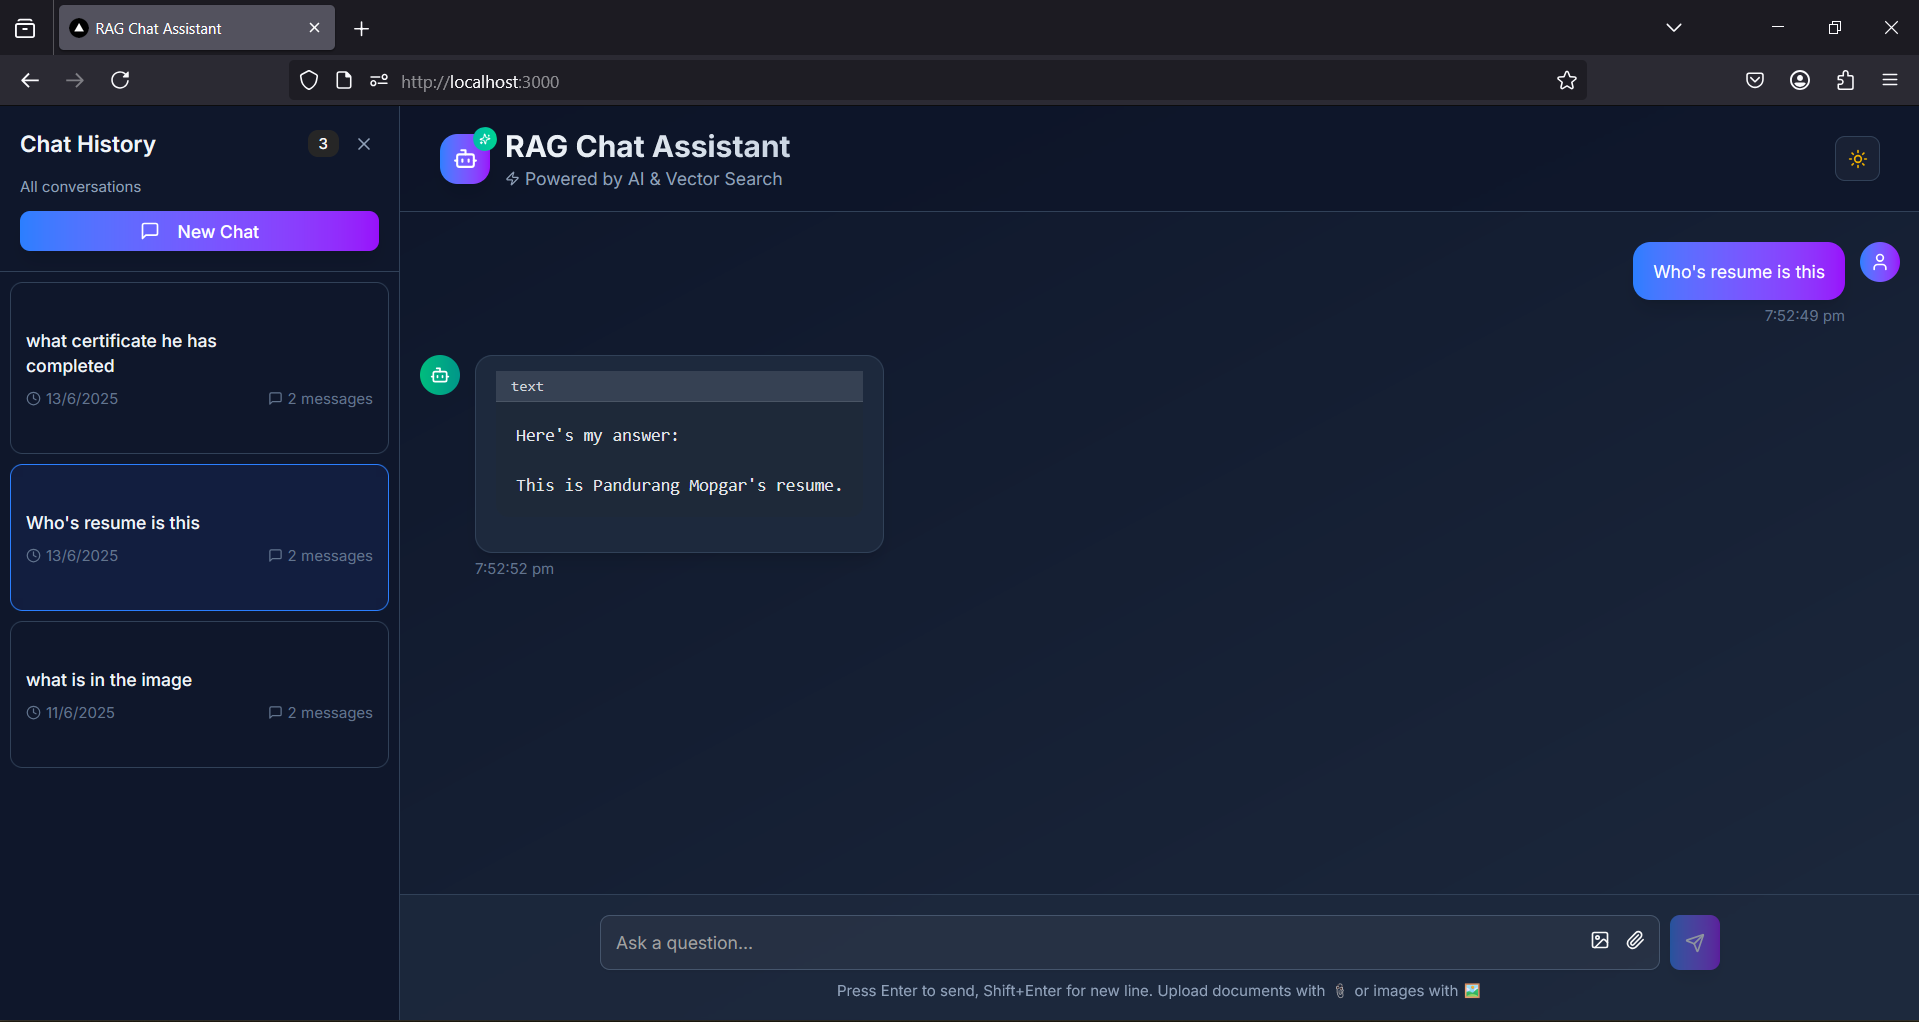 RAG Chat Assistant
http://localhost:3000
Chat History
3
All conversations
New Chat
what certificate he has
completed
13/6/2025
2 messages
Who's resume is this
13/6/2025
2 messages
what is in the image
11/6/2025
2 messages
RAG Chat Assistant
Powered by AI & Vector Search
Who's resume is this
7:52:49 pm
text
Here's my answer:
This is Pandurang Mopgar's resume.
7:52:52 pm
Ask a question...
Press Enter to send, Shift+Enter for new line. Upload documents with 📎 or images with 🖼️